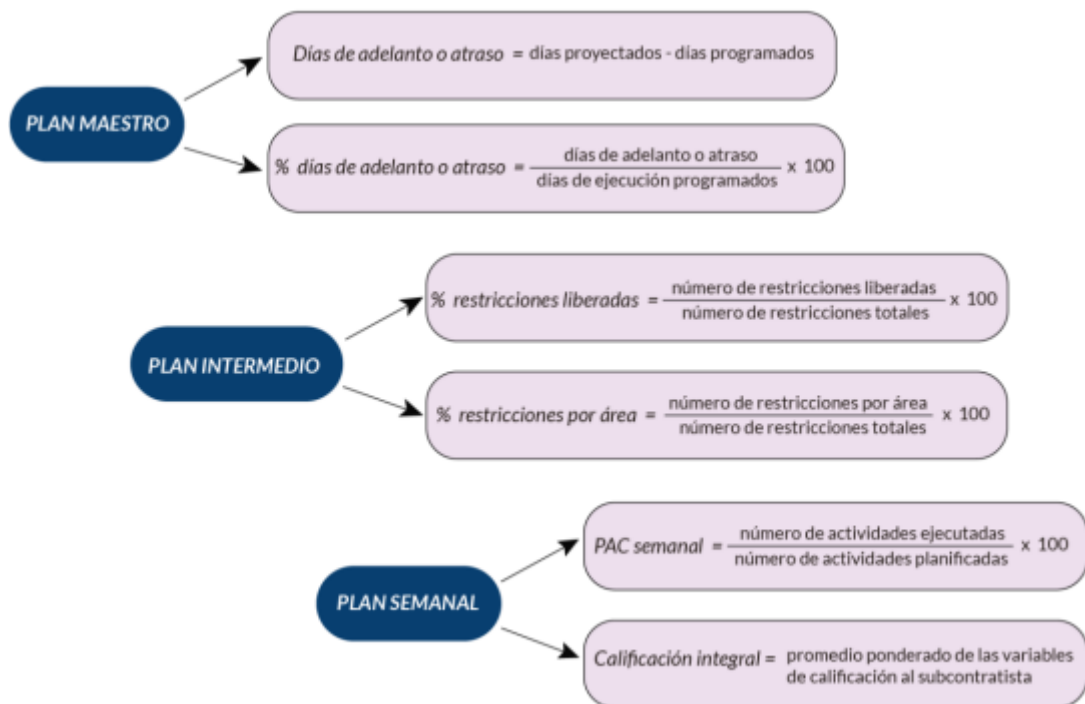 PLAN MAESTRO
Días de adelanto o atraso = días proyectados - días programados
% días de adelanto o atraso = días de adelanto o atraso
días de ejecución programados
x 100
PLAN INTERMEDIO
% restricciones liberadas = número de restricciones liberadas
número de restricciones totales
x 100
% restricciones por área = número de restricciones por área
número de restricciones totales
x 100
PLAN SEMANAL
PAC semanal = número de actividades ejecutadas
número de actividades planificadas
x 100
Calificación integral = promedio ponderado de las variables
de calificación al subcontratista